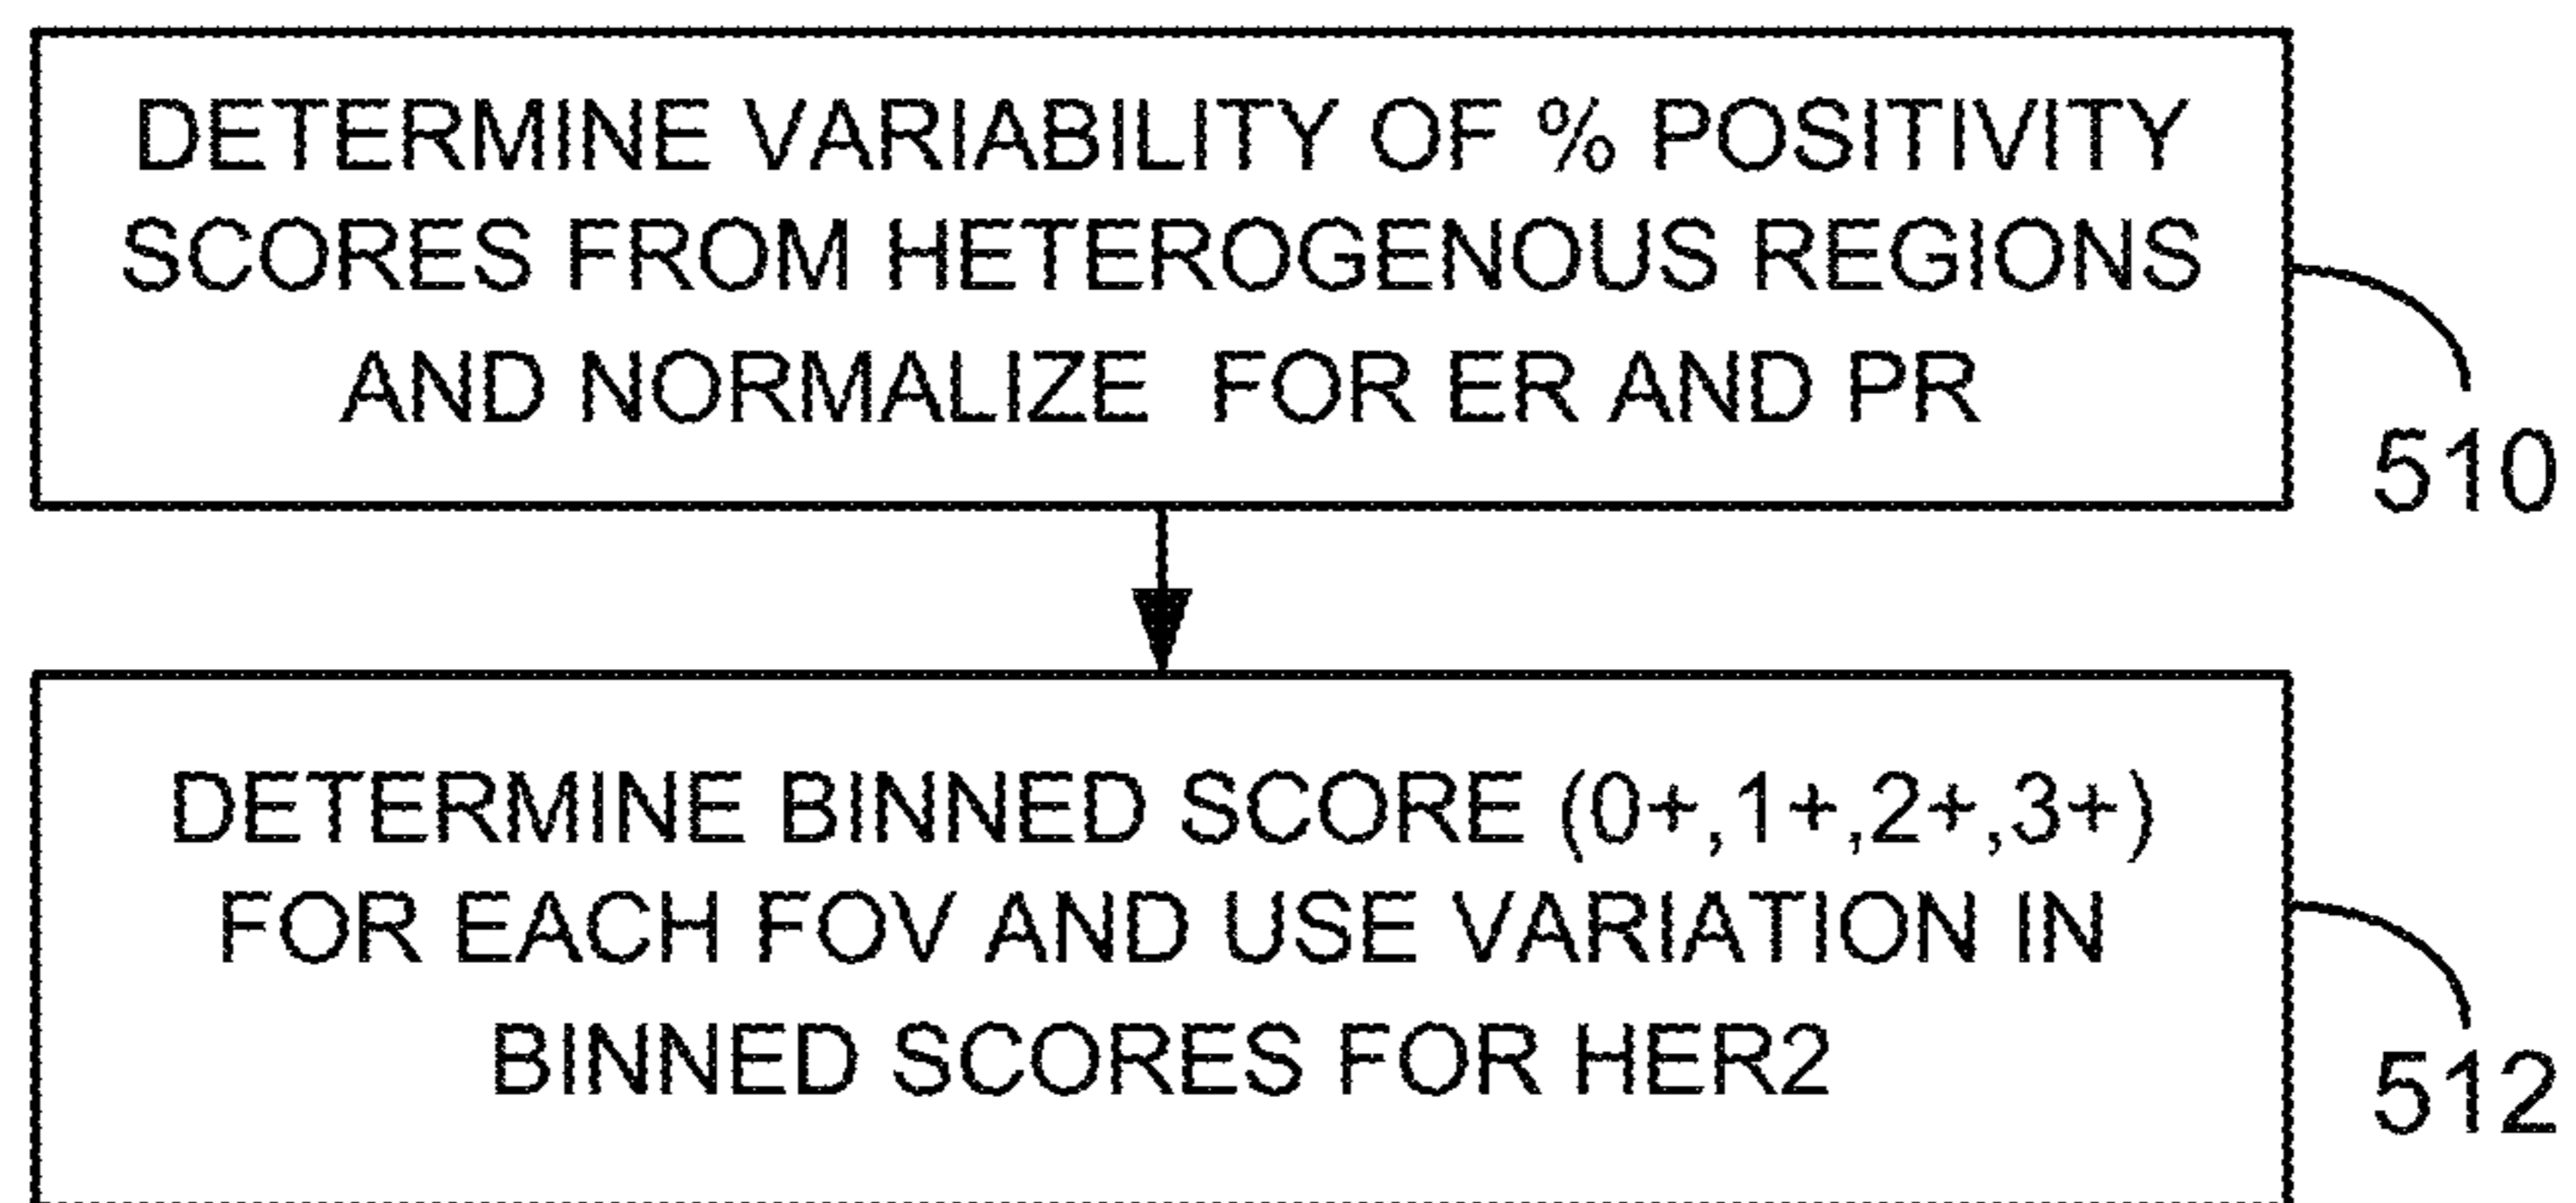 DETERMINE VARIABILITY OF % POSITIVITY
SCORES FROM HETEROGENOUS REGIONS
AND NORMALIZE FOR ER AND PR
510
DETERMINE BINNED SCORE (0+,1+,2+,3+)
FOR EACH FOV AND USE VARIATION IN
BINNED SCORES FOR HER2
512